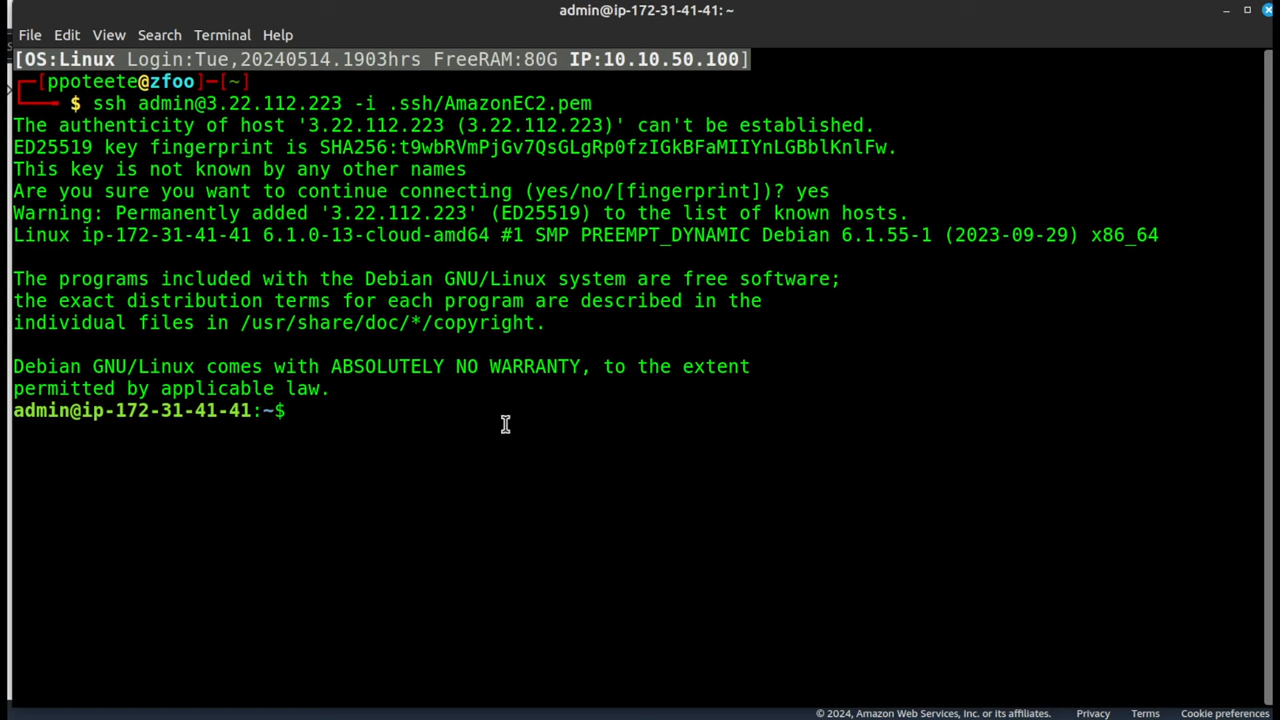 admin@ip-172-31-41-41: ~
File Edit View Search Terminal Help
[OS:Linux Login:Tue,20240514.1903hrs FreeRAM:80G IP:10.10.50.100]
┌─[ppoteete@zfoo]─[~]
└──╼ $ ssh admin@3.22.112.223 -i .ssh/AmazonEC2.pem
The authenticity of host '3.22.112.223 (3.22.112.223)' can't be established.
ED25519 key fingerprint is SHA256:t9wbRVmPjGv7QsGLgRp0fzIGkBFaMIIYnLGBblKnlFw.
This key is not known by any other names
Are you sure you want to continue connecting (yes/no/[fingerprint])? yes
Warning: Permanently added '3.22.112.223' (ED25519) to the list of known hosts.
Linux ip-172-31-41-41 6.1.0-13-cloud-amd64 #1 SMP PREEMPT_DYNAMIC Debian 6.1.55-1 (2023-09-29) x86_64
The programs included with the Debian GNU/Linux system are free software;
the exact distribution terms for each program are described in the
individual files in /usr/share/doc/*/copyright.
Debian GNU/Linux comes with ABSOLUTELY NO WARRANTY, to the extent
permitted by applicable law.
admin@ip-172-31-41-41:~$
© 2024, Amazon Web Services, Inc. or its affiliates. Privacy Terms Cookie preferences